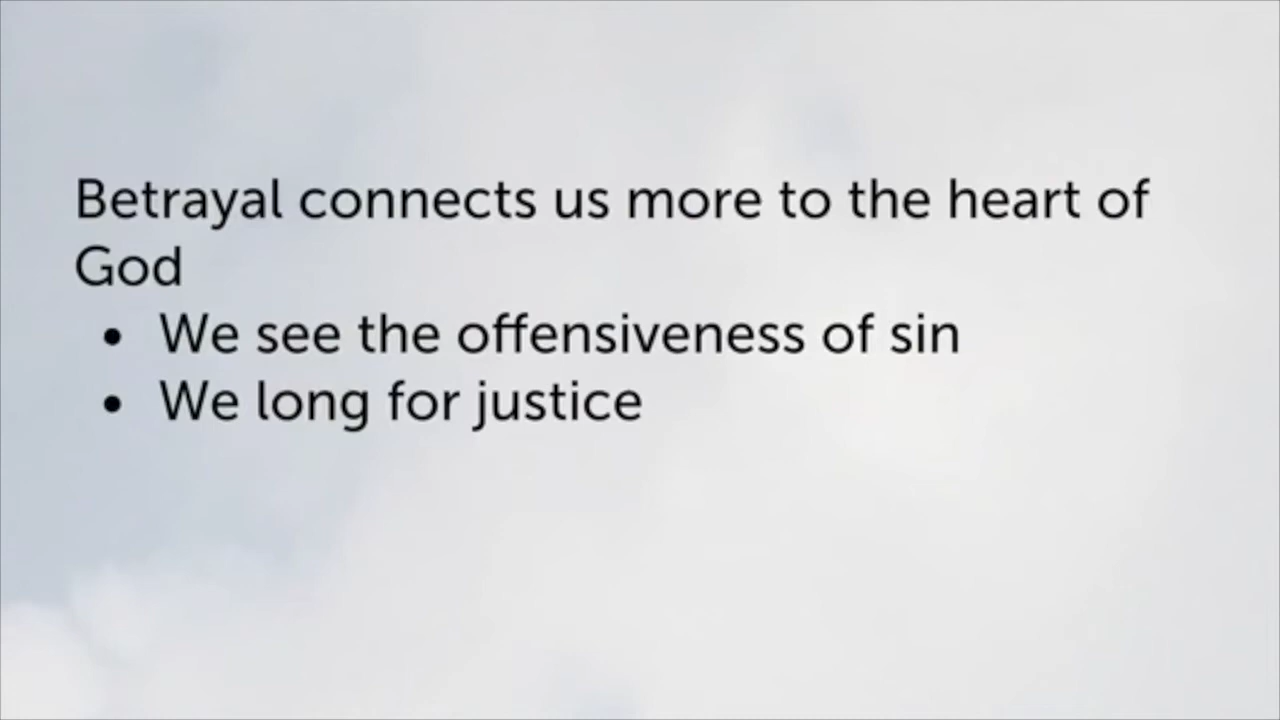 Betrayal connects us more to the heart of
God
• We see the offensiveness of sin
• We long for justice